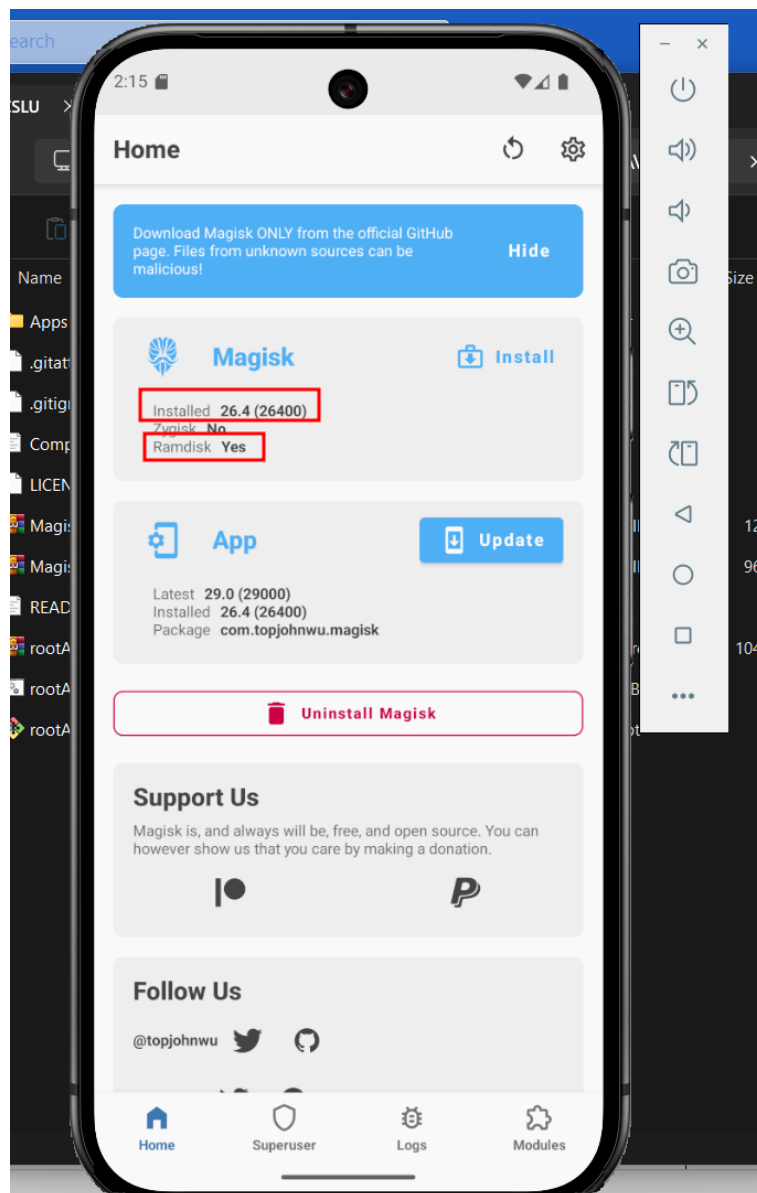 earch
2:15
SLU >
Home
Download Magisk ONLY from the official GitHub
page. Files from unknown sources can be
malicious!
Hide
Name
Size
Apps
Magisk
Install
.gitatt
.gitig
Installed 26.4 (26400)
Zygisk No
Ramdisk Yes
Comp
LICEN
Magis
12
App
Update
Magis
96
Latest 29.0 (29000)
Installed 26.4 (26400)
Package com.topjohnwu.magisk
READ
rootA
104
rootA
rootA
Uninstall Magisk
Support Us
Magisk is, and always will be, free, and open source. You can
however show us that you care by making a donation.
Follow Us
@topjohnwu
Home
Superuser
Logs
Modules